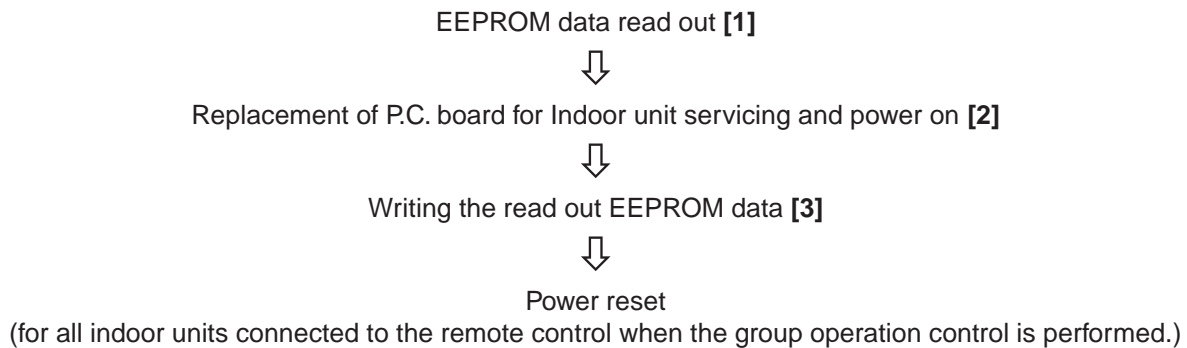 EEPROM data read out [1]
Replacement of P.C. board for Indoor unit servicing and power on [2]
Writing the read out EEPROM data [3]
Power reset
(for all indoor units connected to the remote control when the group operation control is performed.)